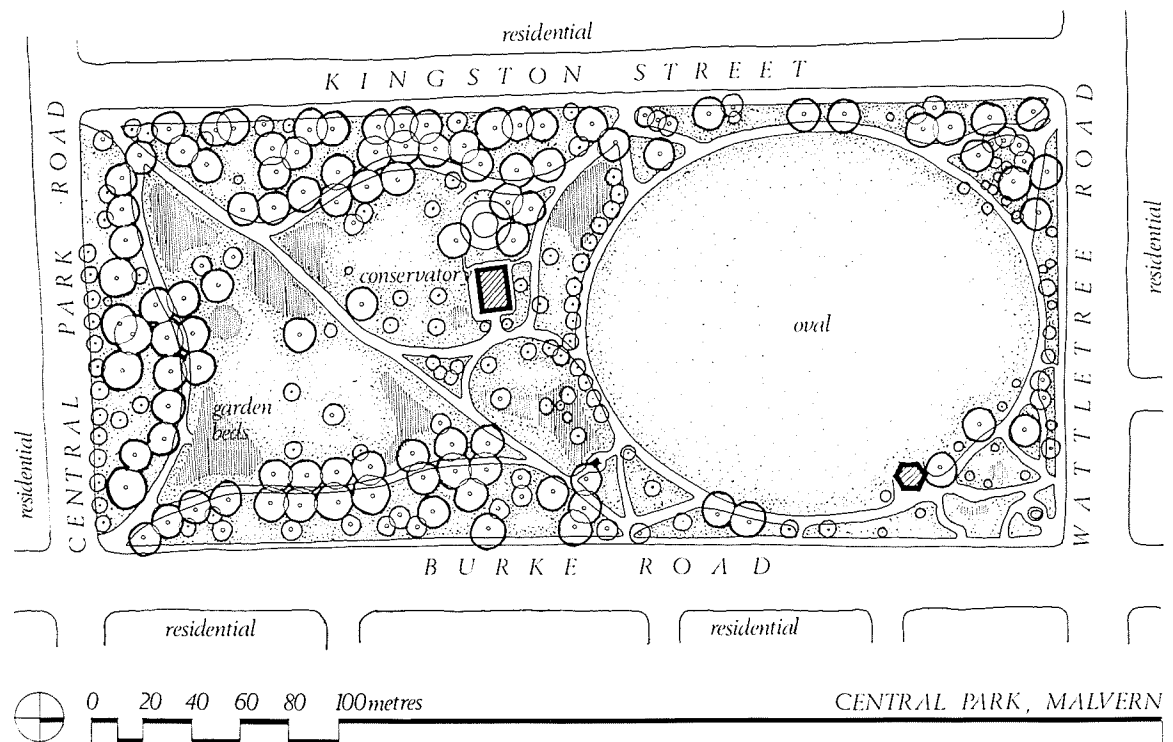 residential
KINGSTON STREET
CENTRAL PARK ROAD
WATTLETREE ROAD
residential
residential
conservatory
oval
garden
beds
BURKE ROAD
residential
residential
0 20 40 60 80 100 metres
CENTRAL PARK, MALVERN